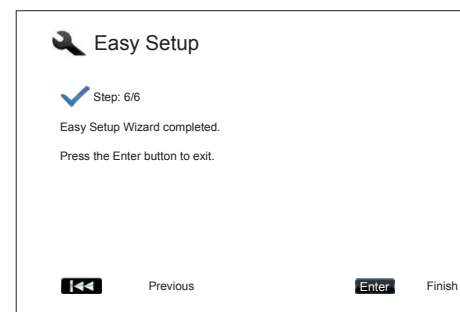 Easy Setup
Step: 6/6
Easy Setup Wizard completed.
Press the Enter button to exit.
Previous Enter Finish